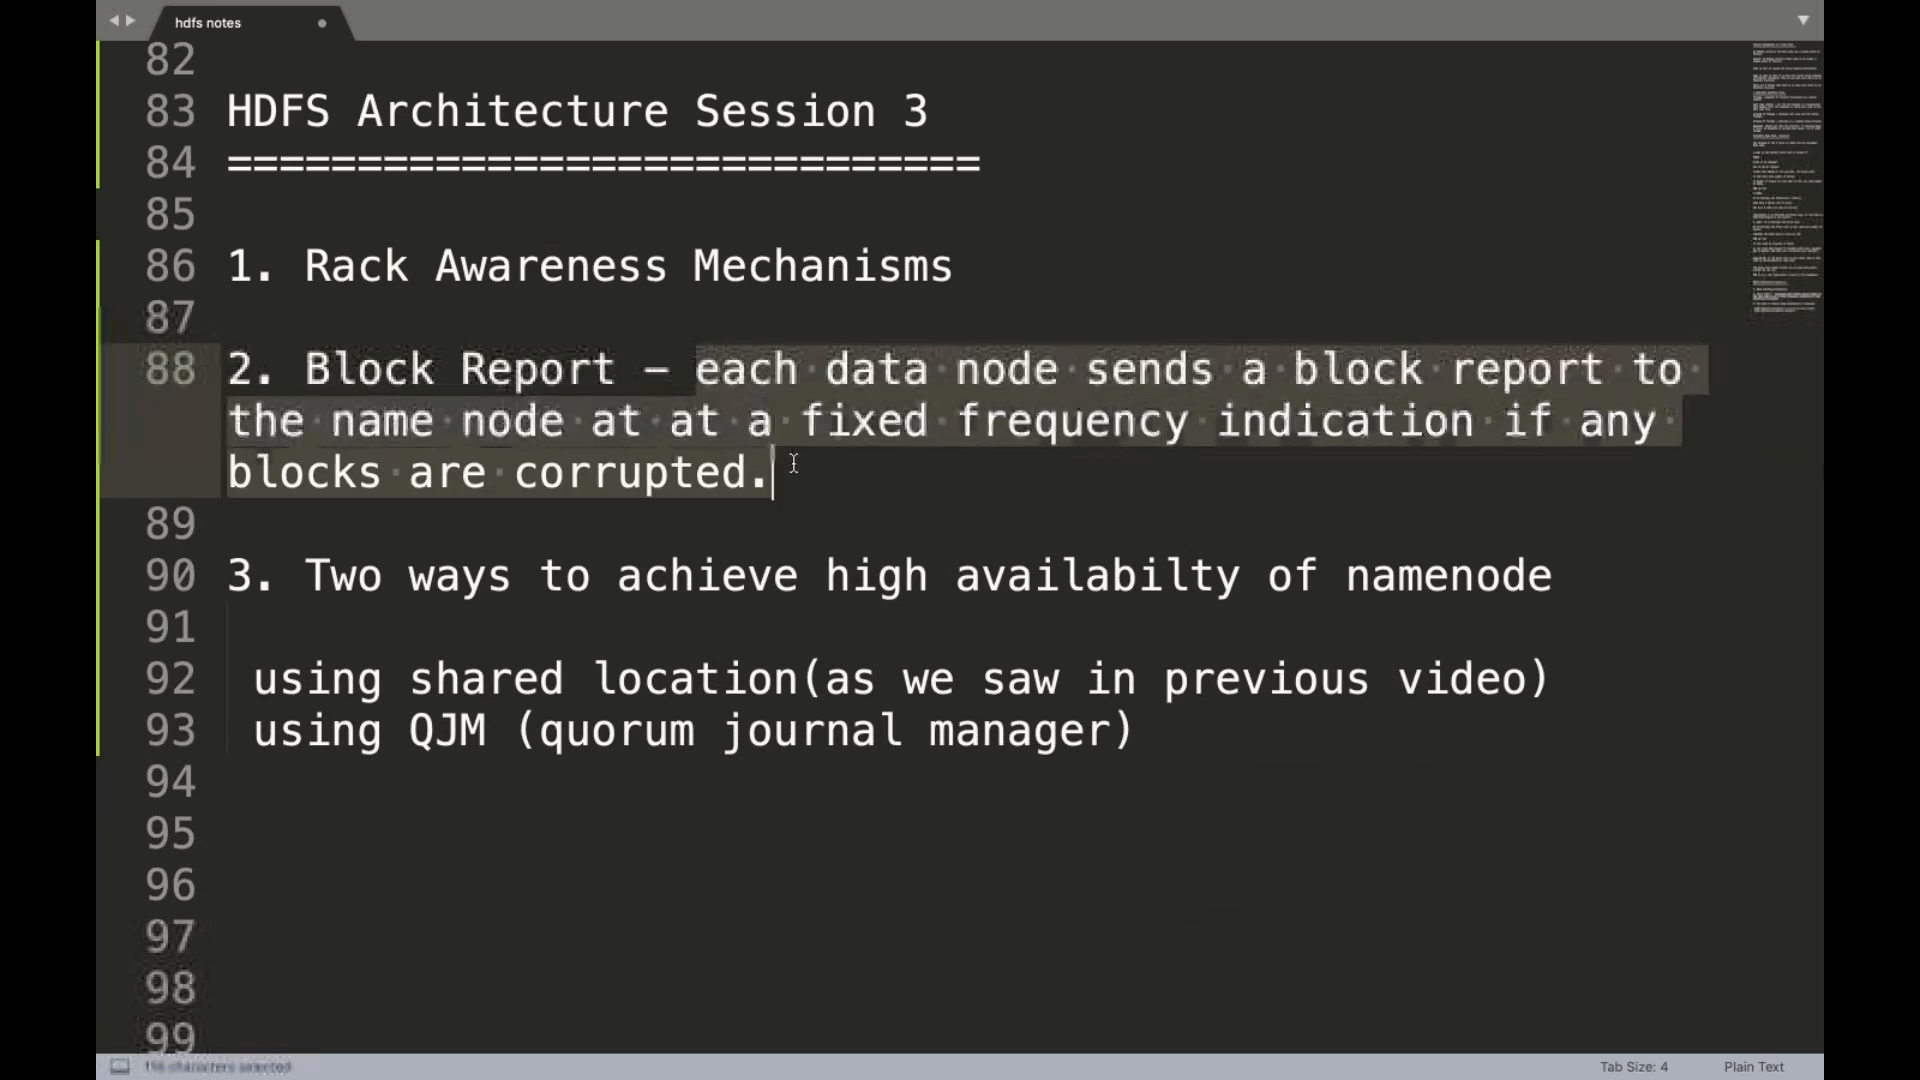 hdfs notes
82
83 HDFS Architecture Session 3
84 =============================
85
86 1. Rack Awareness Mechanisms
87
88 2. Block Report – each data node sends a block report to
the name node at at a fixed frequency indication if any
blocks are corrupted.
89
90 3. Two ways to achieve high availabilty of namenode
91
92 using shared location(as we saw in previous video)
93 using QJM (quorum journal manager)
94
95
96
97
98
99
characters selected
Tab Size: 4
Plain Text